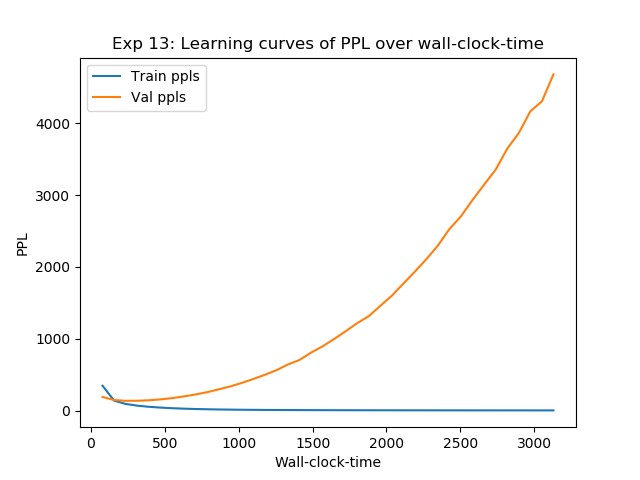 Exp 13: Learning curves of PPL over wall-clock-time
Train ppls
Val ppls
4000
3000
2000
1000
0
PPL
0 500 1000 1500 2000 2500 3000
Wall-clock-time